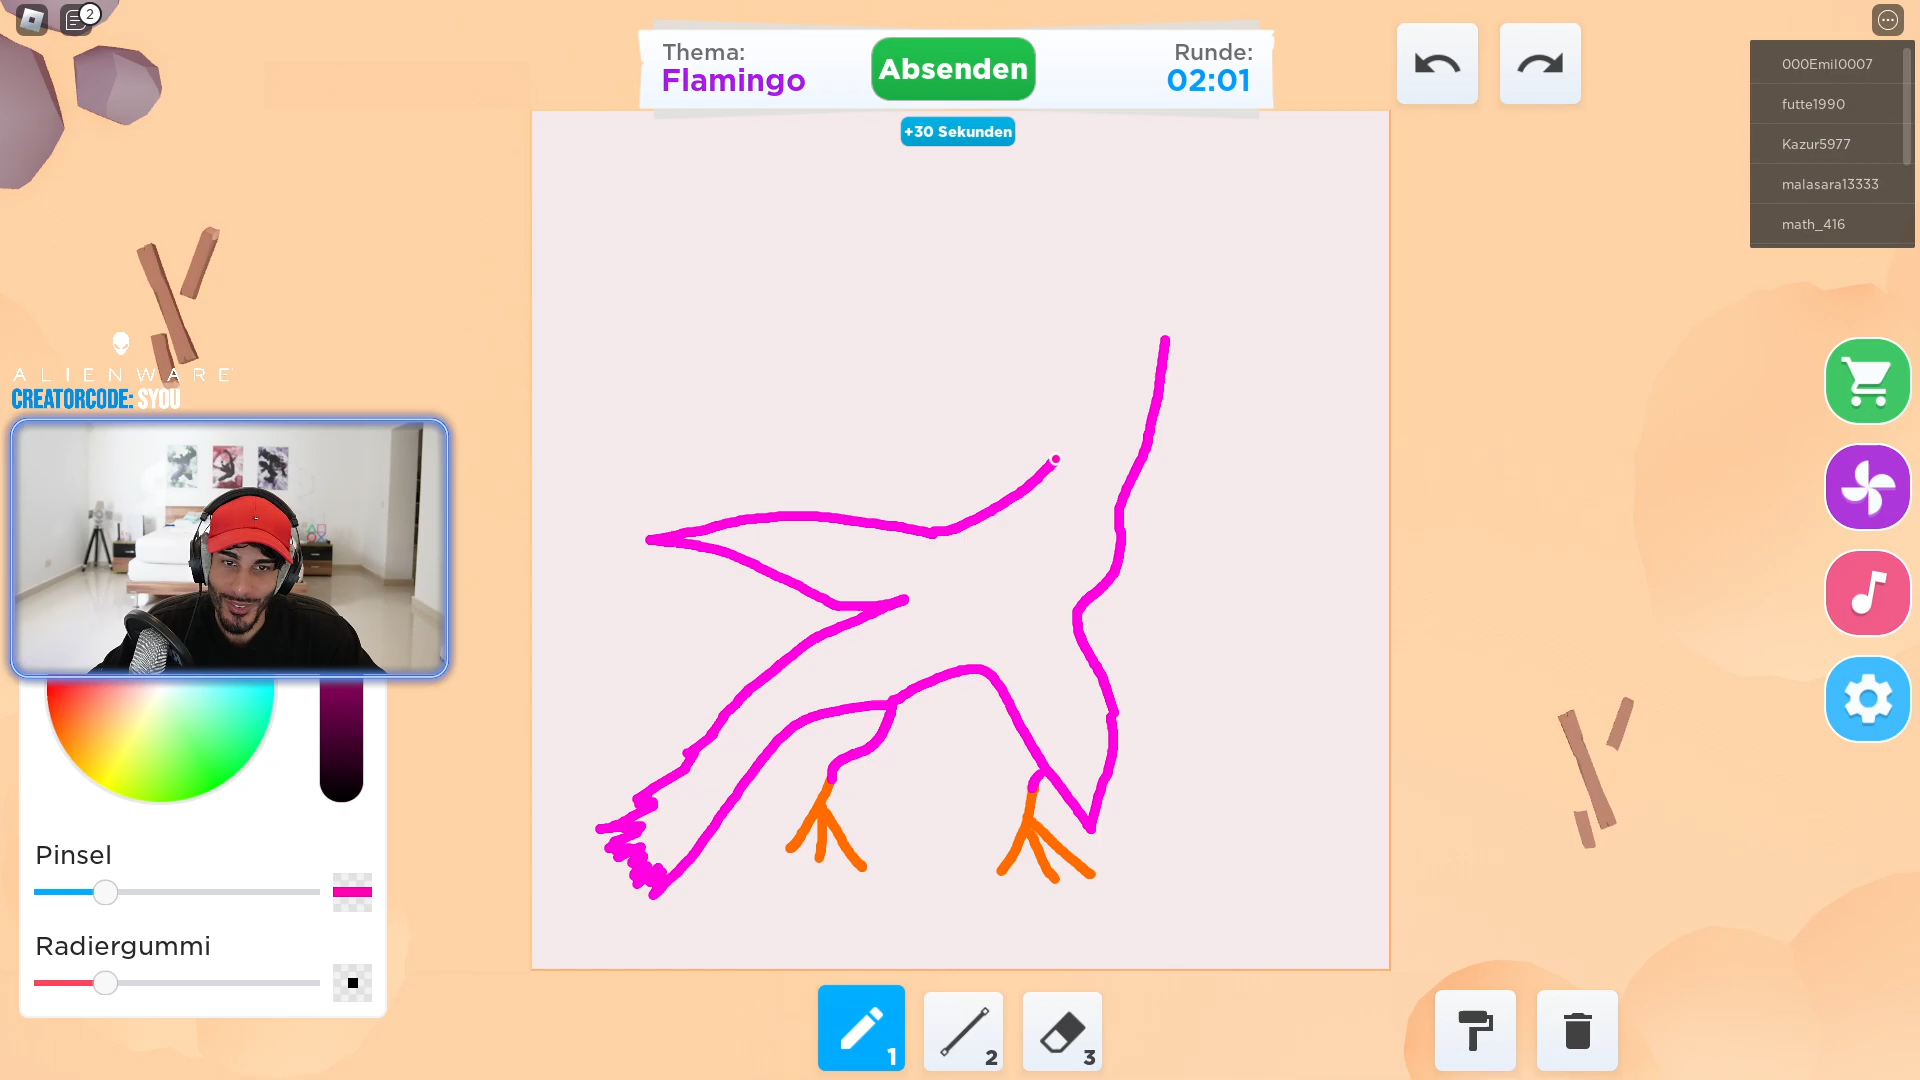 2
Thema:
Flamingo
Absenden
Runde:
02:01
+30 Sekunden
000Emil0007
futte1990
Kazur5977
malasara13333
math_416
ALIENWARE
CREATORCODE: SYOU
Pinsel
Radiergummi
1
2
3